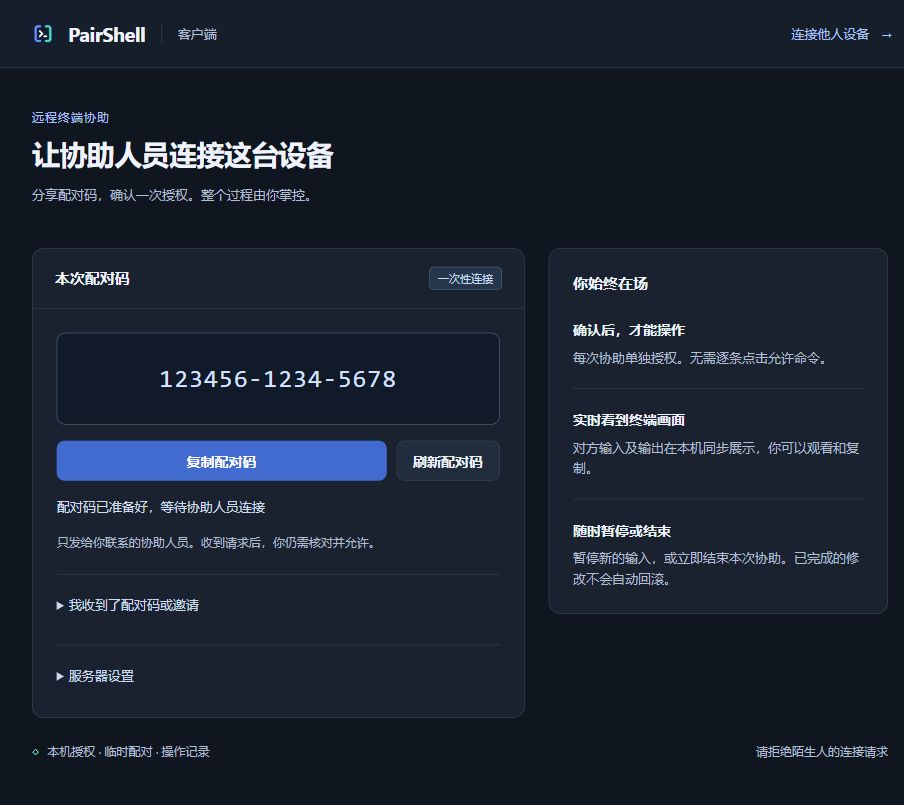 PairShell
客户端
连接他人设备 →
远程终端协助
让协助人员连接这台设备
分享配对码，确认一次授权。整个过程由你掌控。
本次配对码
一次性连接
123456-1234-5678
复制配对码
刷新配对码
配对码已准备好，等待协助人员连接
只发给你联系的协助人员。收到请求后，你仍需核对并允许。
▶ 我收到了配对码或邀请
▶ 服务器设置
你始终在场
确认后，才能操作
每次协助单独授权。无需逐条点击允许命令。
实时看到终端画面
对方输入及输出在本机同步展示，你可以观看和复
制。
随时暂停或结束
暂停新的输入，或立即结束本次协助。已完成的修
改不会自动回滚。
本机授权 · 临时配对 · 操作记录
请拒绝陌生人的连接请求